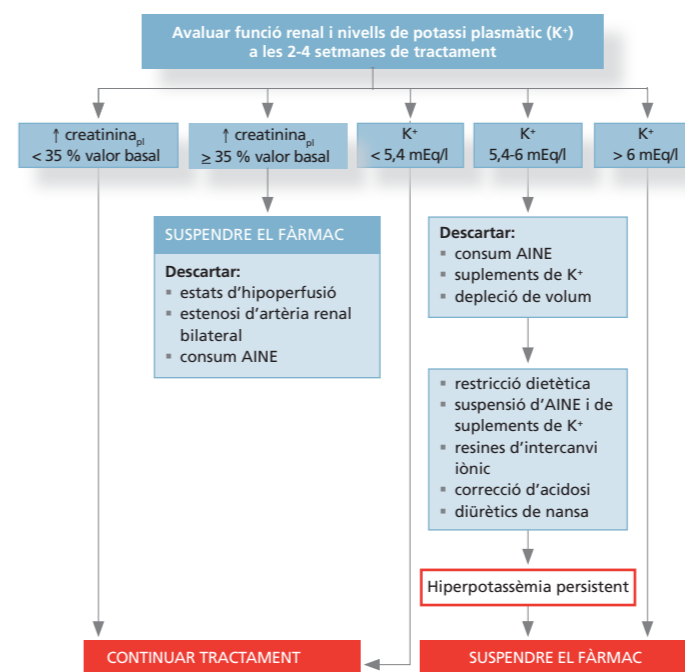 Avaluar funció renal i nivells de potassi plasmàtic (K⁺)
a les 2-4 setmanes de tractament
↑ creatininapl
< 35 % valor basal
↑ creatininapl
≥ 35 % valor basal
K⁺
< 5,4 mEq/l
K⁺
5,4-6 mEq/l
K⁺
> 6 mEq/l
SUSPENDRE EL FÀRMAC
Descartar:
▪ estats d’hipoperfusió
▪ estenosi d’artèria renal
bilateral
▪ consum AINE
Descartar:
▪ consum AINE
▪ suplements de K⁺
▪ depleció de volum
▪ restricció dietètica
▪ suspensió d’AINE i de
suplements de K⁺
▪ resines d’intercanvi
iònic
▪ correcció d’acidosi
▪ diürètics de nansa
Hiperpotassèmia persistent
CONTINUAR TRACTAMENT
SUSPENDRE EL FÀRMAC